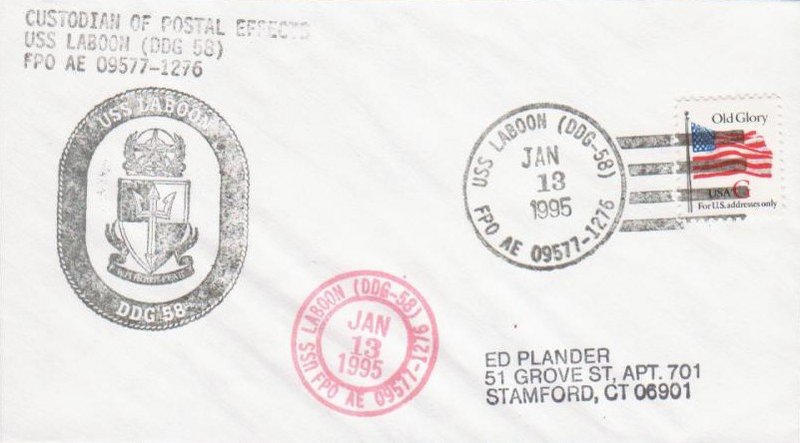 CUSTODIAN OF POSTAL EFFECTS
USS LABOON (DDG 58)
FPO AE 09577-1276
USS LABOON
DDG 58
USS LABOON (DDG-58)
JAN
13
1995
FPO AE 09577-1276
Old Glory
USA G
For U.S. addresses only
USS LABOON (DDG-58)
JAN
13
1995
FPO AE 09577-1276
ED PLANDER
51 GROVE ST, APT. 701
STAMFORD, CT 06901